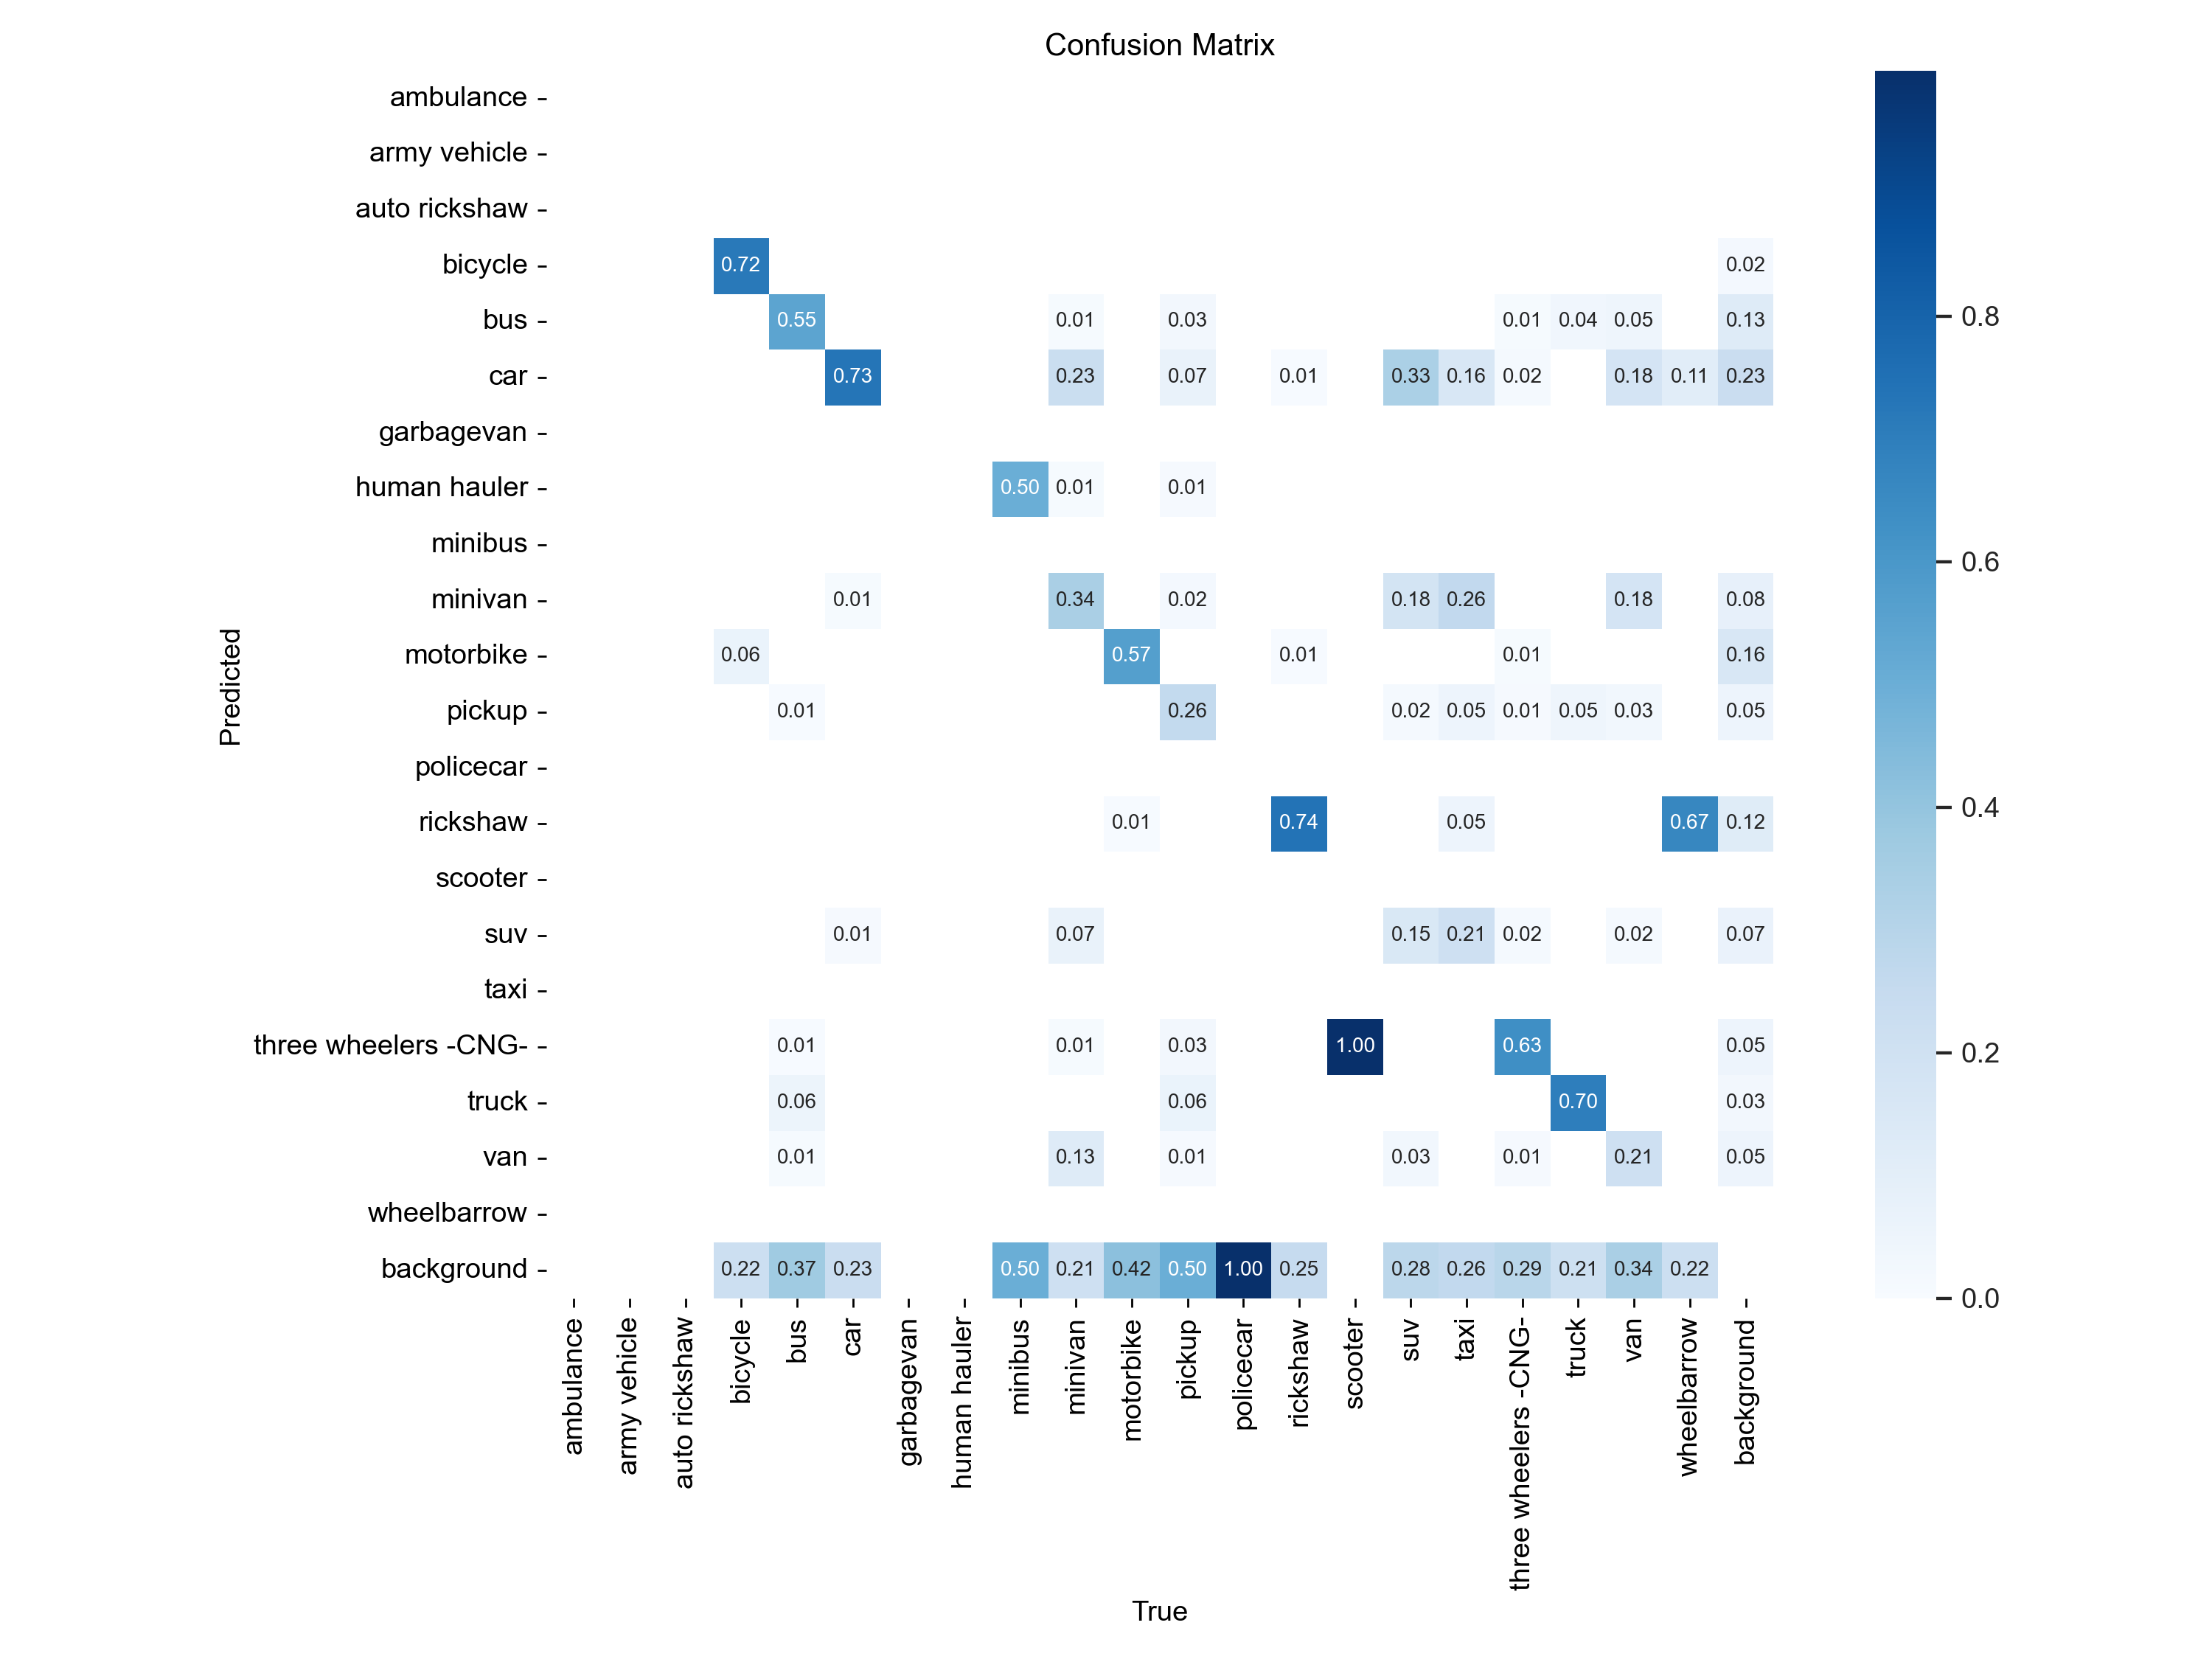 Confusion Matrix
ambulance
army vehicle
auto rickshaw
bicycle 0.72 0.02
bus 0.55 0.01 0.03 0.01 0.04 0.05 0.13 0.8
car 0.73 0.23 0.07 0.01 0.33 0.16 0.02 0.18 0.11 0.23
garbagevan
human hauler 0.50 0.01 0.01
minibus 0.6
minivan 0.01 0.34 0.02 0.18 0.26 0.18 0.08
motorbike 0.06 0.57 0.01 0.01 0.16
pickup 0.01 0.26 0.02 0.05 0.01 0.05 0.03 0.05
Predicted
policecar
rickshaw 0.01 0.74 0.05 0.67 0.12 0.4
scooter
suv 0.01 0.07 0.15 0.21 0.02 0.02 0.07
taxi
three wheelers -CNG- 0.01 0.01 0.03 1.00 0.63 0.05 0.2
truck 0.06 0.06 0.70 0.03
van 0.01 0.13 0.01 0.03 0.01 0.21 0.05
wheelbarrow
background 0.22 0.37 0.23 0.50 0.21 0.42 0.50 1.00 0.25 0.28 0.26 0.29 0.21 0.34 0.22 0.0
ambulance
army vehicle
auto rickshaw
bicycle
bus
car
garbagevan
human hauler
minibus
minivan
motorbike
pickup
policecar
rickshaw
scooter
suv
taxi
three wheelers -CNG-
truck
van
wheelbarrow
background
True